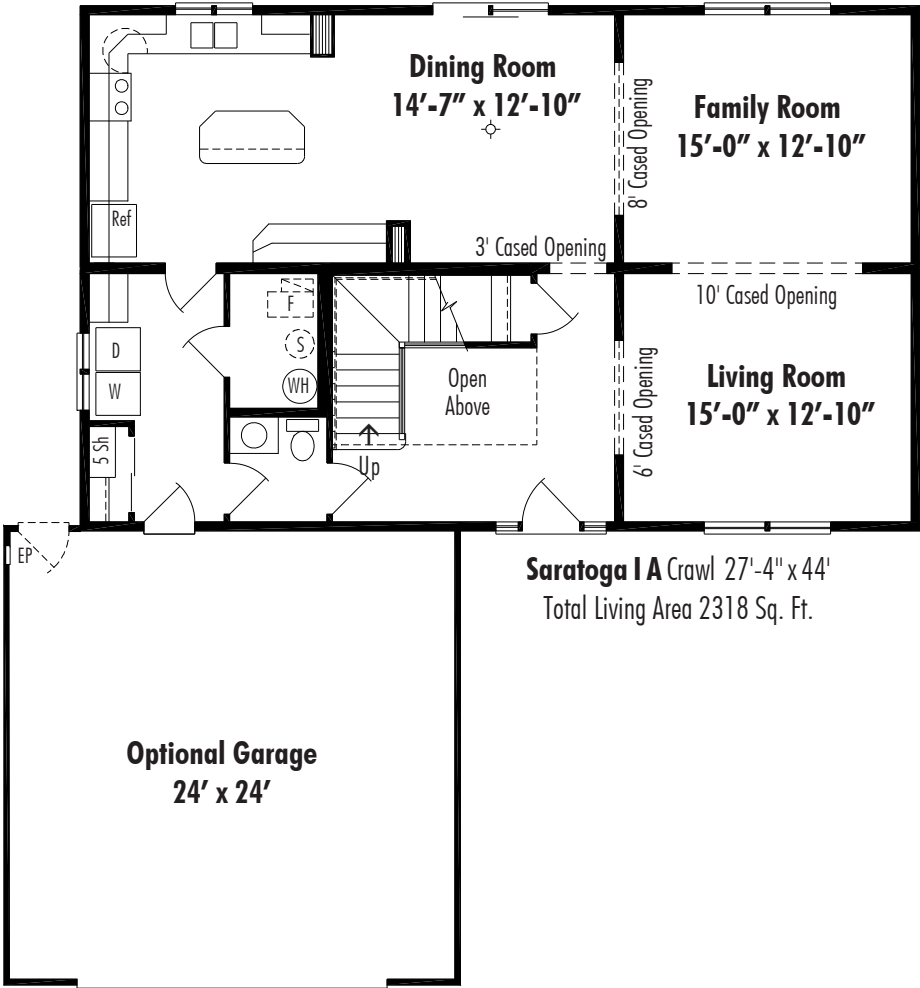 Dining Room
14’-7” x 12’-10”
Family Room
15’-0” x 12’-10”
8' Cased Opening
Ref
3' Cased Opening
10' Cased Opening
F
S
WH
D
W
5 Sh
Open
Above
Up
6' Cased Opening
Living Room
15’-0” x 12’-10”
EP
Saratoga I A Crawl 27'-4" x 44'
Total Living Area 2318 Sq. Ft.
Optional Garage
24’ x 24’